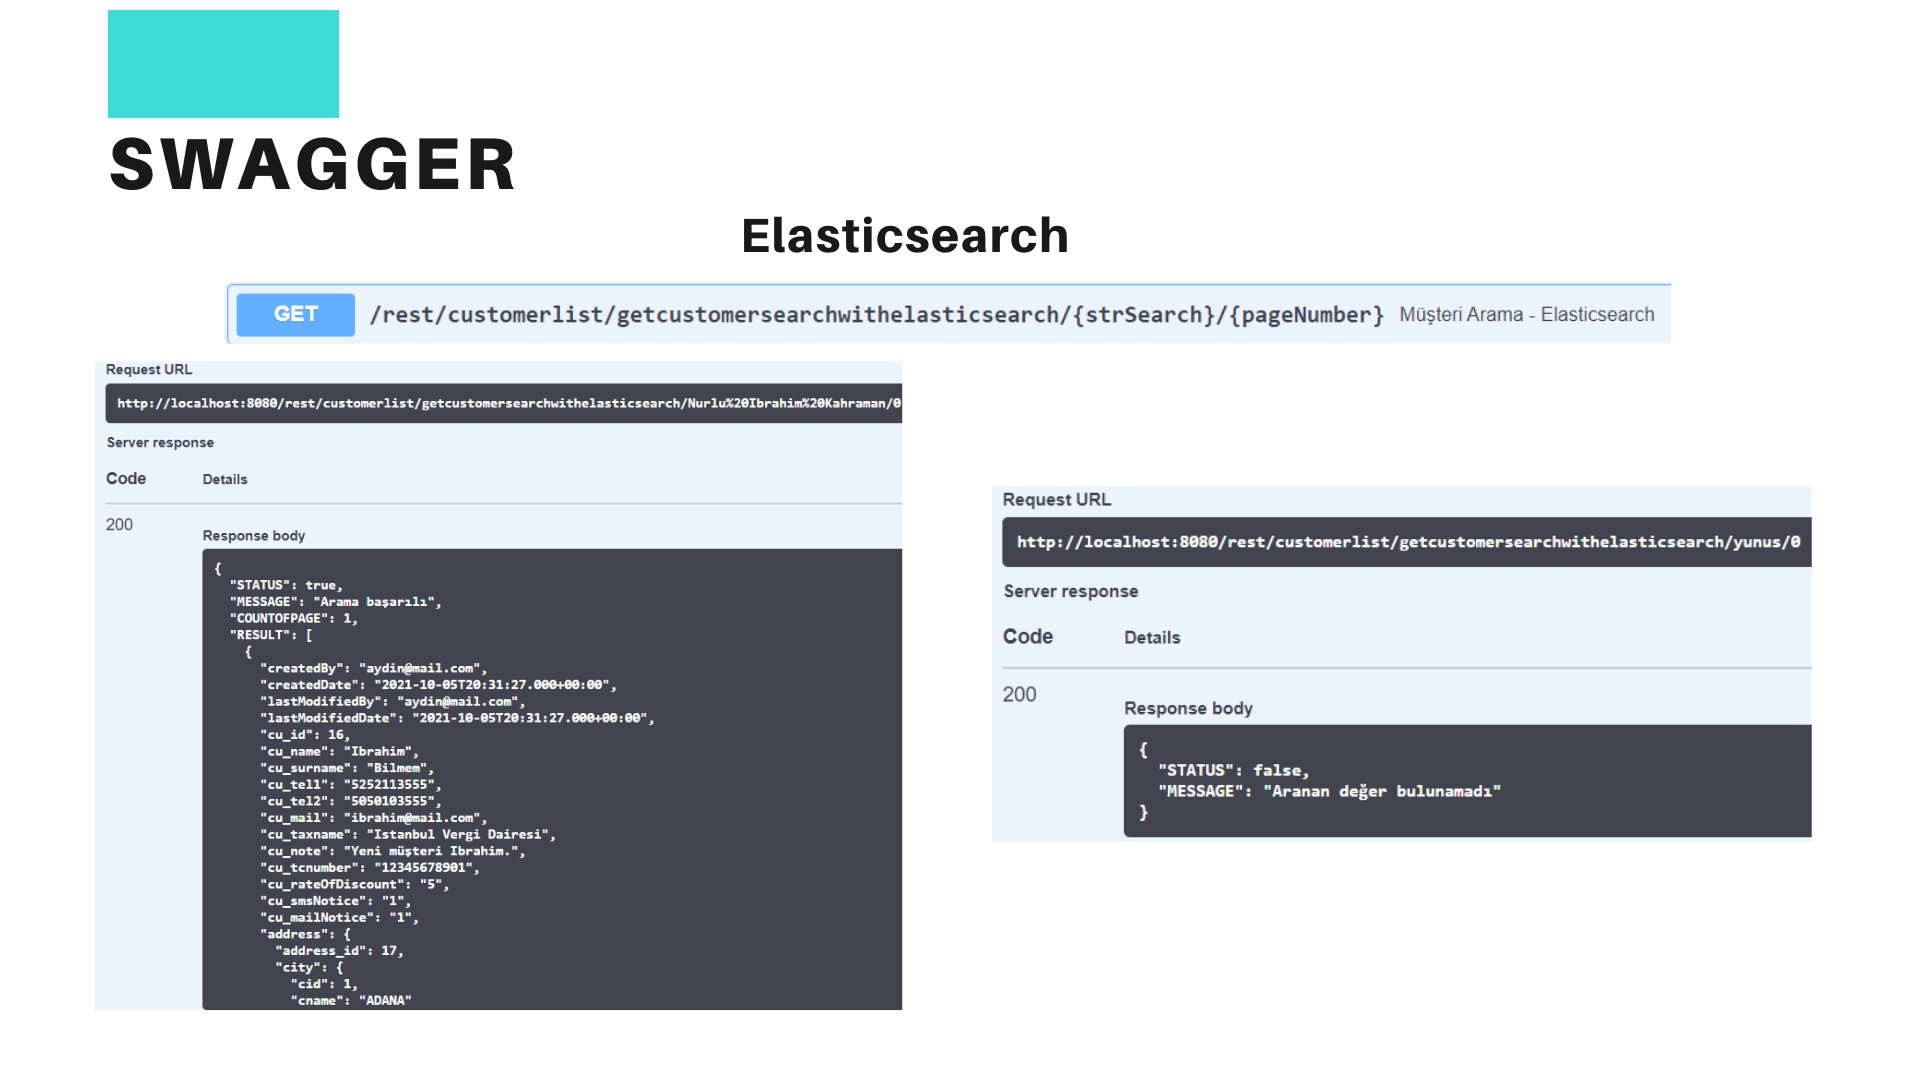 SWAGGER
Elasticsearch
GET /rest/customerlist/getcustomersearchwithelasticsearch/{strSearch}/{pageNumber} Müşteri Arama - Elasticsearch
Request URL
http://localhost:8080/rest/customerlist/getcustomersearchwithelasticsearch/Nurlu%20Ibrahim%20Kahraman/0
Server response
Code Details
200
Response body
{
"STATUS": true,
"MESSAGE": "Arama başarılı",
"COUNTOFPAGE": 1,
"RESULT": [
{
"createdBy": "aydin@mail.com",
"createdDate": "2021-10-05T20:31:27.000+00:00",
"lastModifiedBy": "aydin@mail.com",
"lastModifiedDate": "2021-10-05T20:31:27.000+00:00",
"cu_id": 16,
"cu_name": "Ibrahim",
"cu_surname": "Bilmem",
"cu_tel1": "5252113555",
"cu_tel2": "5050103555",
"cu_mail": "ibrahim@mail.com",
"cu_taxname": "Istanbul Vergi Dairesi",
"cu_note": "Yeni müşteri Ibrahim.",
"cu_tcnumber": "12345678901",
"cu_rateOfDiscount": "5",
"cu_smsNotice": "1",
"cu_mailNotice": "1",
"address": {
"address_id": 17,
"city": {
"cid": 1,
"cname": "ADANA"
Request URL
http://localhost:8080/rest/customerlist/getcustomersearchwithelasticsearch/yunus/0
Server response
Code Details
200
Response body
{
"STATUS": false,
"MESSAGE": "Aranan değer bulunamadı"
}